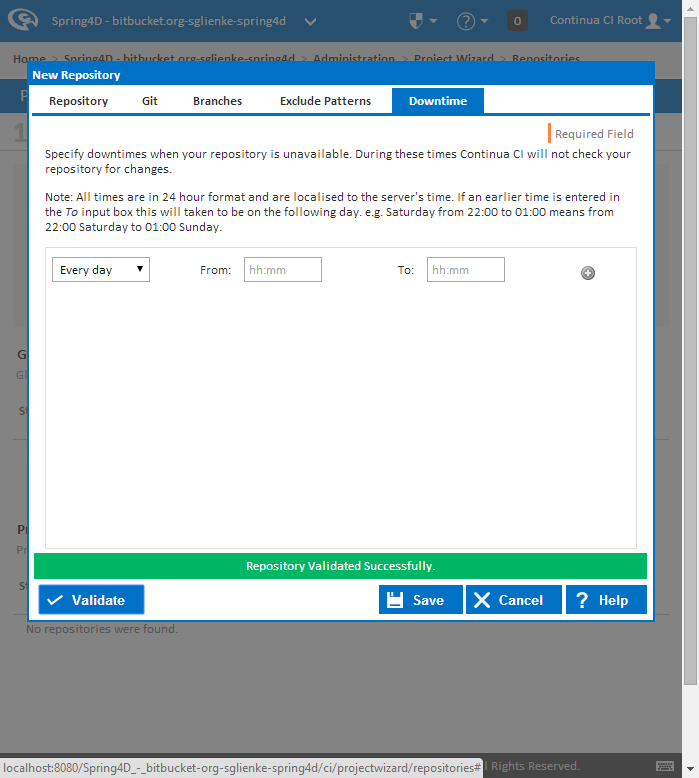 Spring4D - bitbucket.org-sglienke-spring4d
0
Continua CI Root
Home > Spring4D - bitbucket.org-sglienke-spring4d > Administration > Project Wizard > Repositories
New Repository
Repository Git Branches Exclude Patterns Downtime
Required Field
Specify downtimes when your repository is unavailable. During these times Continua CI will not check your
repository for changes.
Note: All times are in 24 hour format and are localised to the server's time. If an earlier time is entered in
the To input box this will taken to be on the following day. e.g. Saturday from 22:00 to 01:00 means from
22:00 Saturday to 01:00 Sunday.
Every day From: hh:mm To: hh:mm
Repository Validated Successfully.
Validate Save Cancel Help
No repositories were found.
localhost:8080/Spring4D_-_bitbucket-org-sglienke-spring4d/ci/projectwizard/repositories#
l Rights Reserved.